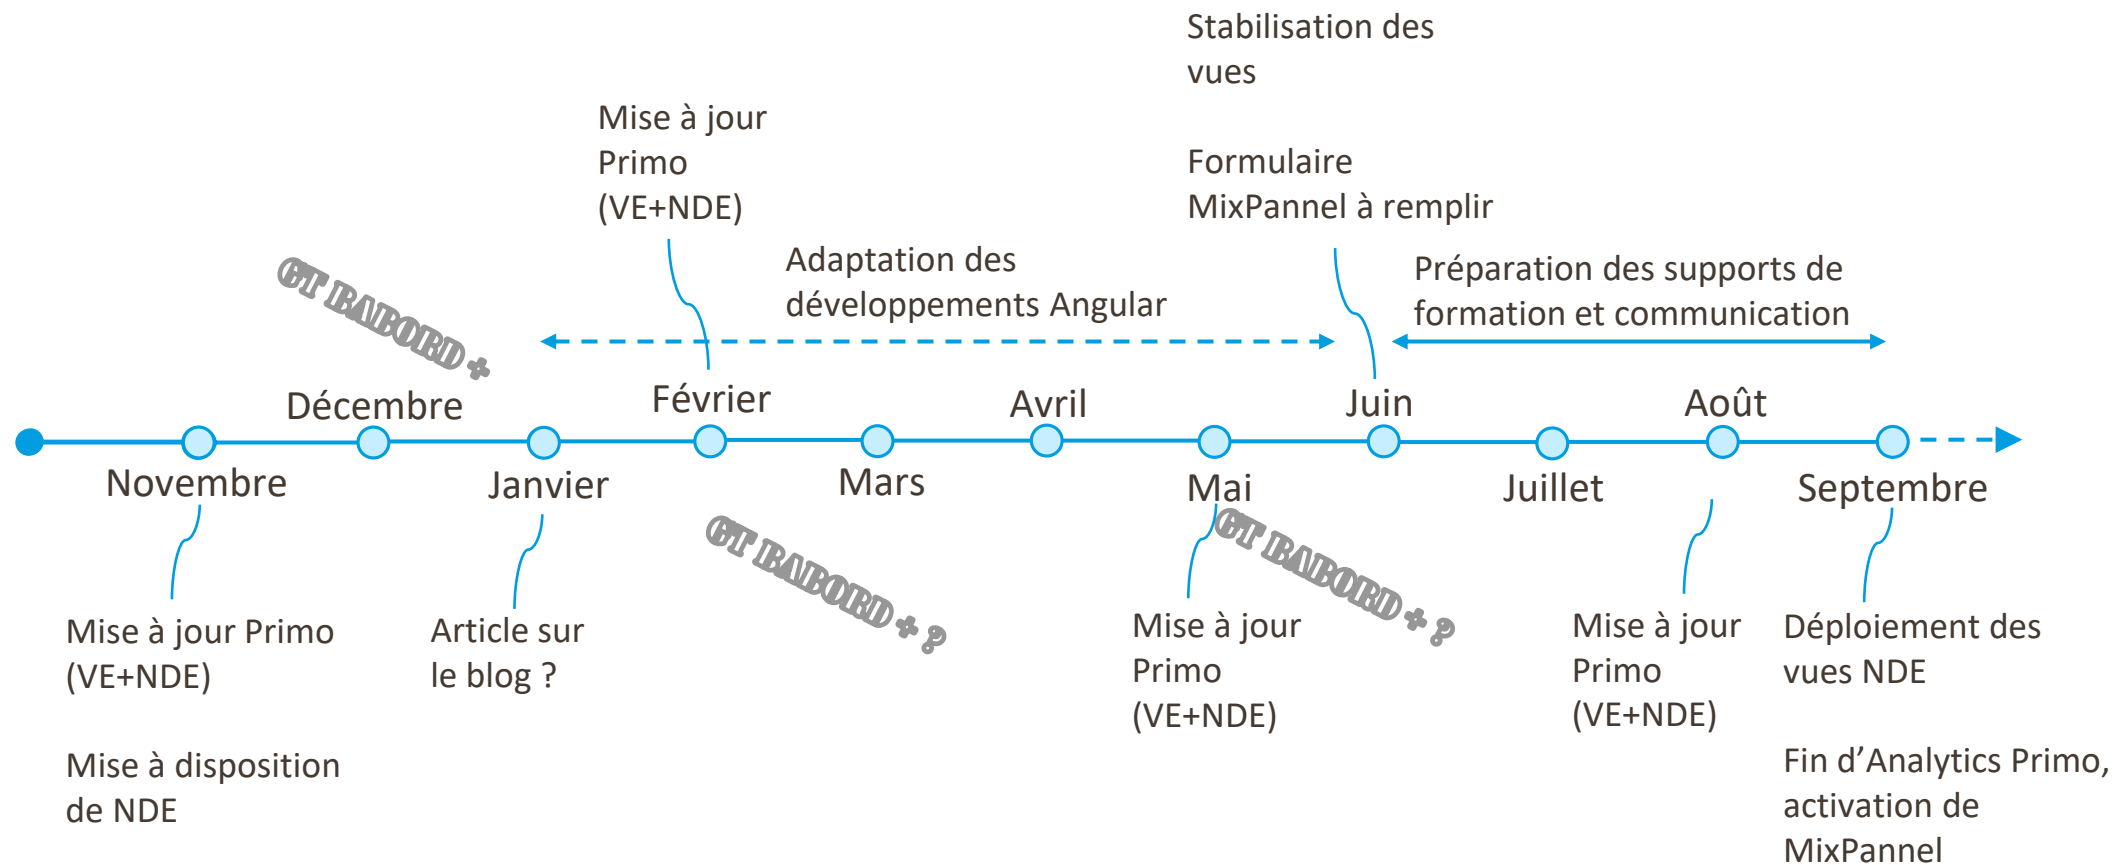 Stabilisation des
vues
Formulaire
MixPannel à remplir
Mise à jour
Primo
(VE+NDE)
Adaptation des
développements Angular
Préparation des supports de
formation et communication
GT BABORD +
Décembre
Février
Avril
Juin
Août
Novembre
Janvier
Mars
Mai
Juillet
Septembre
GT BABORD + ?
GT BABORD + ?
Mise à jour Primo
(VE+NDE)
Mise à disposition
de NDE
Article sur
le blog ?
Mise à jour
Primo
(VE+NDE)
Mise à jour
Primo
(VE+NDE)
Déploiement des
vues NDE
Fin d’Analytics Primo,
activation de
MixPannel